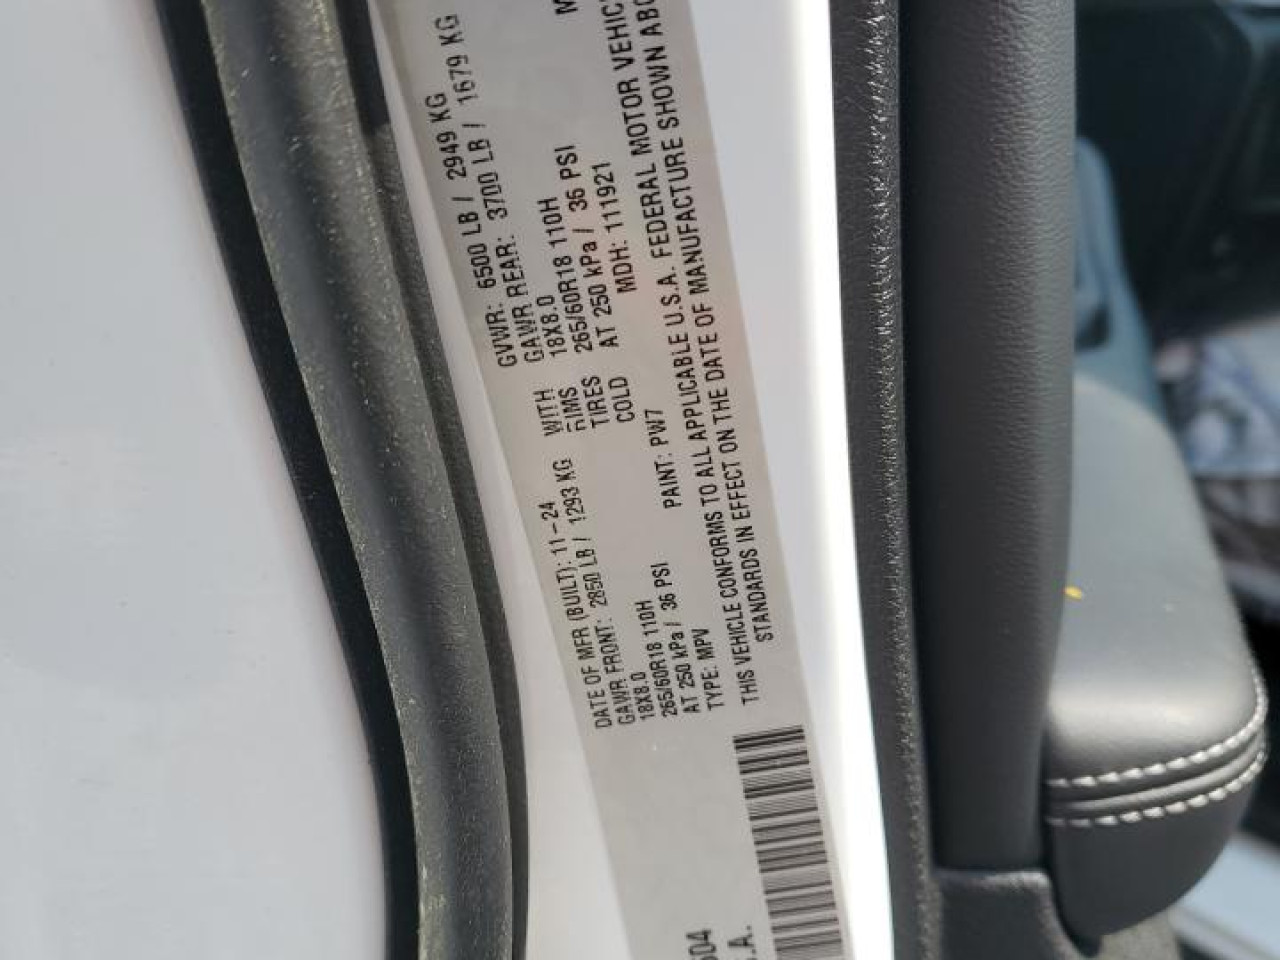 DATE OF MFR (BUILT): 11-24 GVWR: 6500 LB / 2949 KG
GAWR FRONT: 2850 LB / 1293 KG WITH GAWR REAR: 3700 LB / 1679 KG
18X8.0 RIMS 18X8.0
265/60R18 110H TIRES 265/60R18 110H
AT 250 kPa / 36 PSI COLD AT 250 kPa / 36 PSI
TYPE: MPV PAINT: PW7 MDH: 111921 M
THIS VEHICLE CONFORMS TO ALL APPLICABLE U.S.A. FEDERAL MOTOR VEHIC
STANDARDS IN EFFECT ON THE DATE OF MANUFACTURE SHOWN ABO
504
.A.